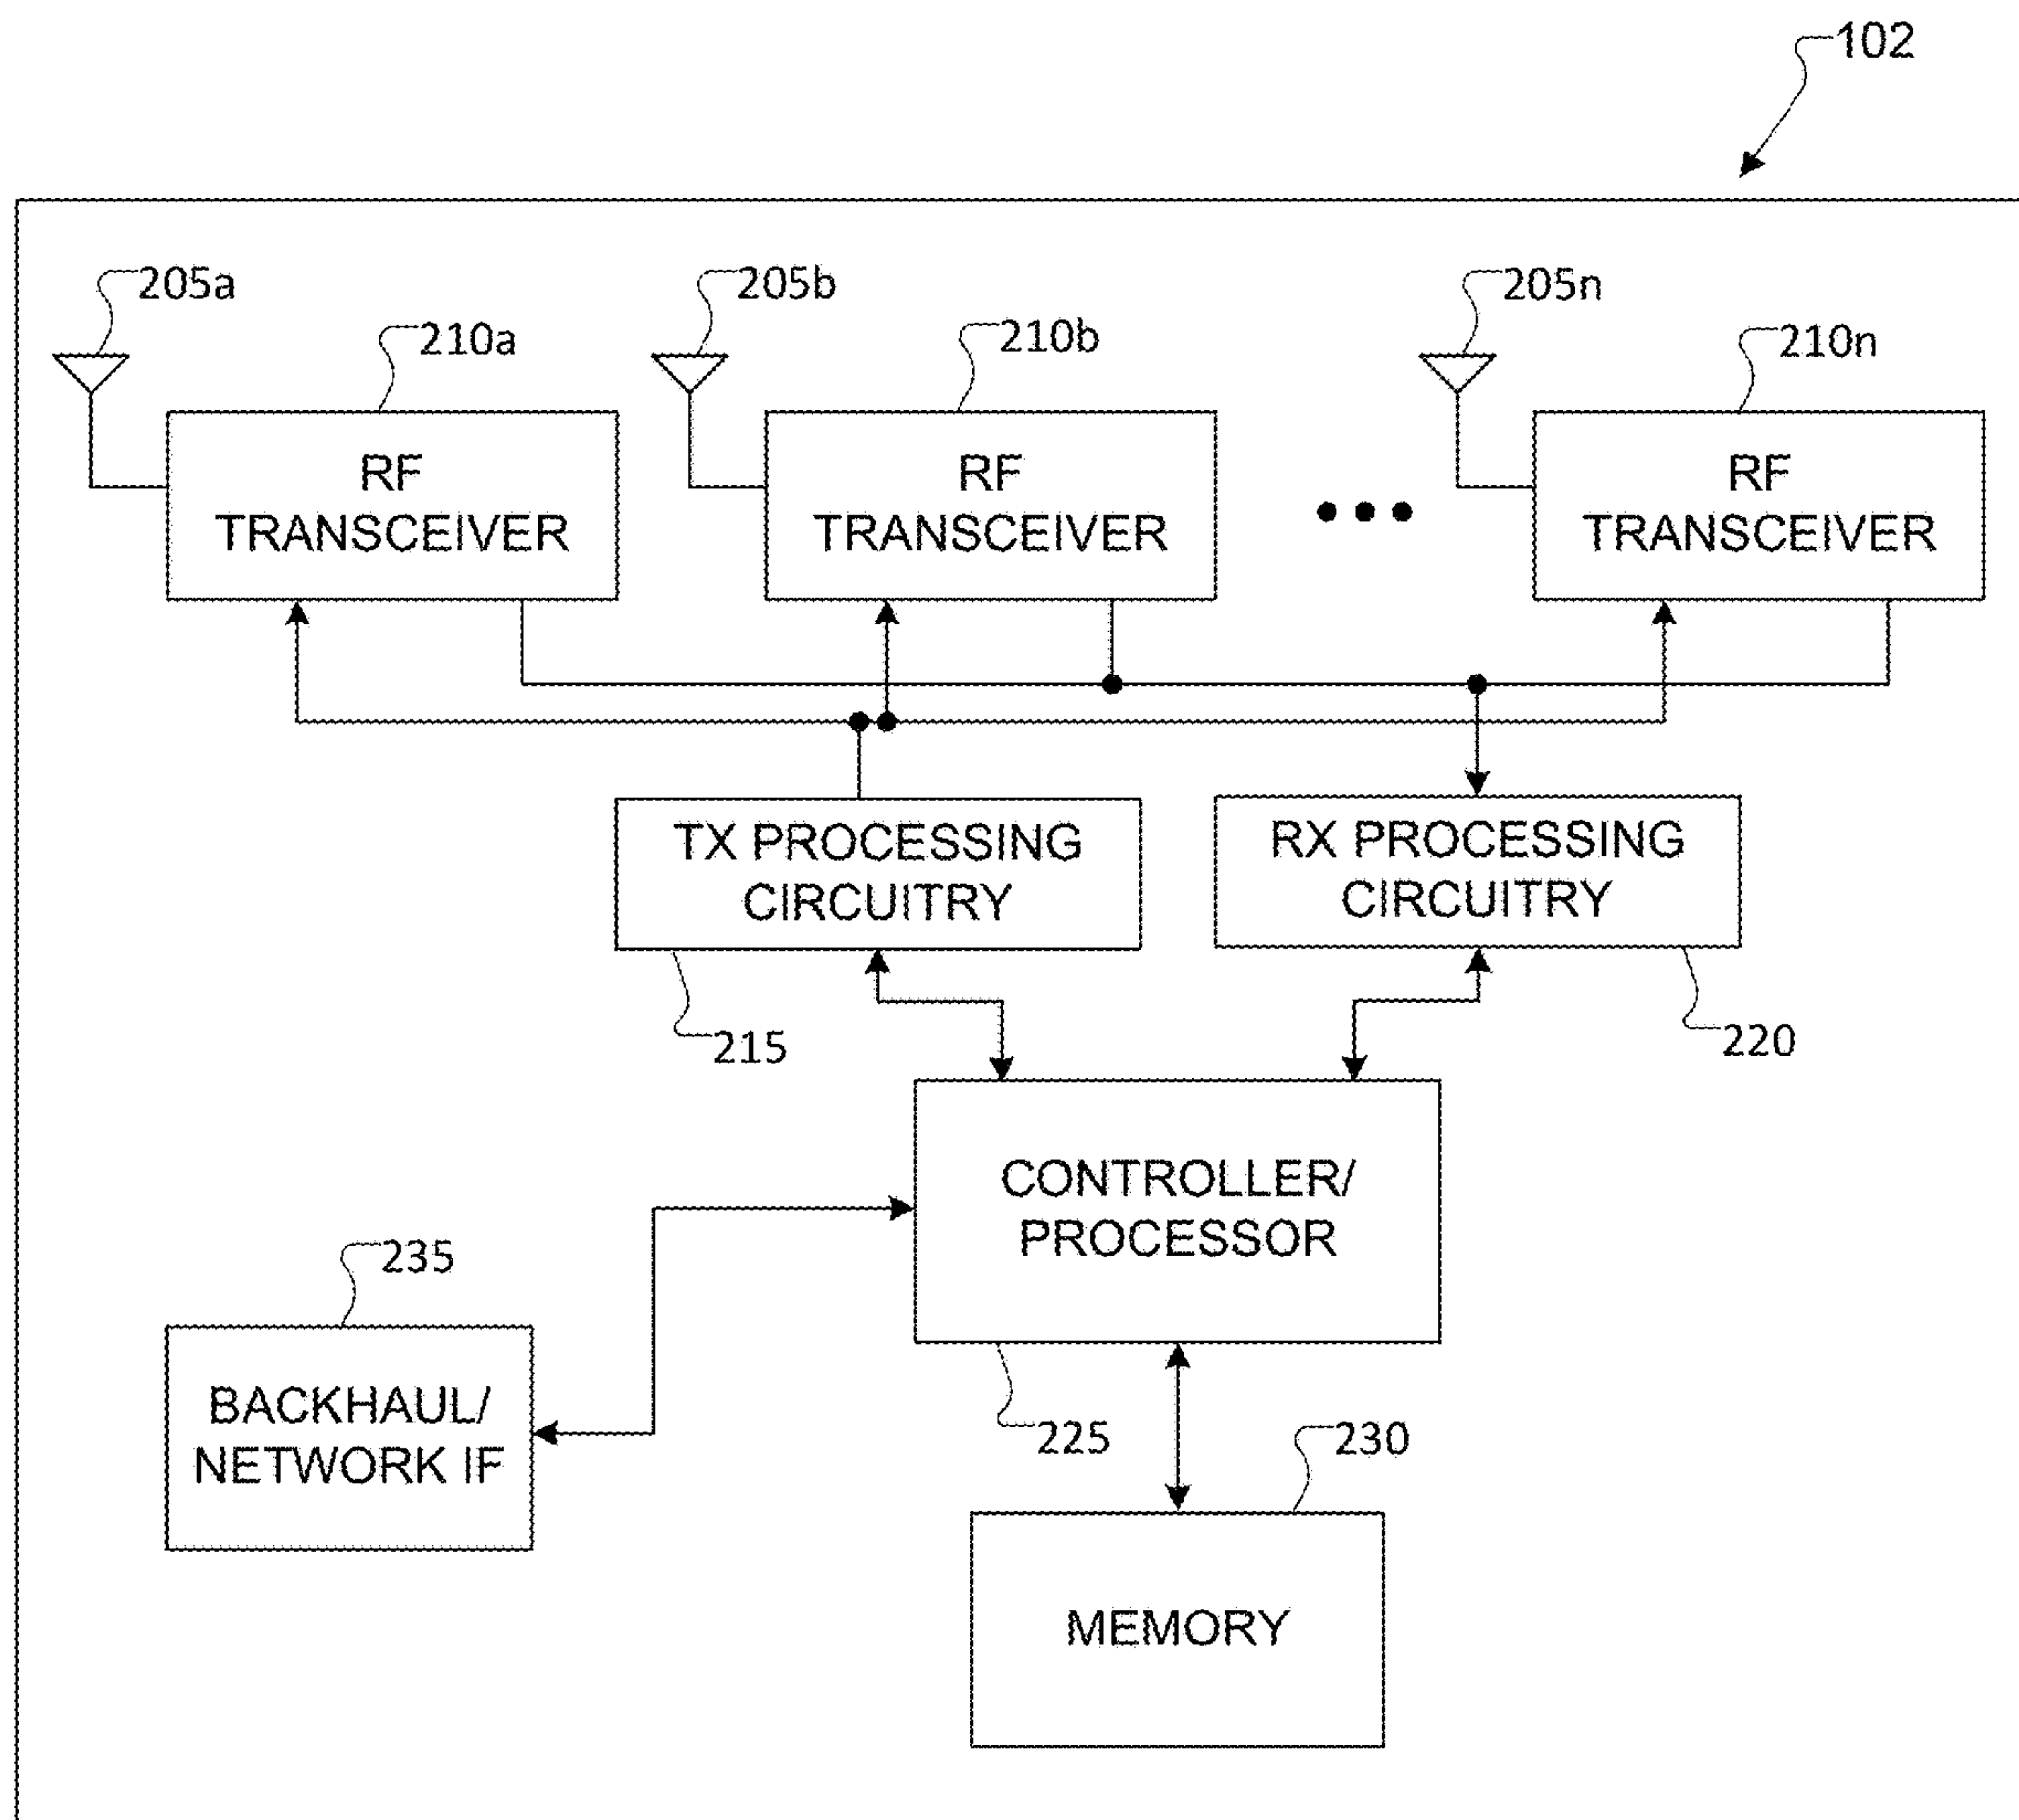 102
205a
205b
205n
210a
210b
210n
RF
TRANSCEIVER
RF
TRANSCEIVER
RF
TRANSCEIVER
TX PROCESSING
CIRCUITRY
RX PROCESSING
CIRCUITRY
215
220
CONTROLLER/
PROCESSOR
235
BACKHAUL/
NETWORK IF
225
230
MEMORY